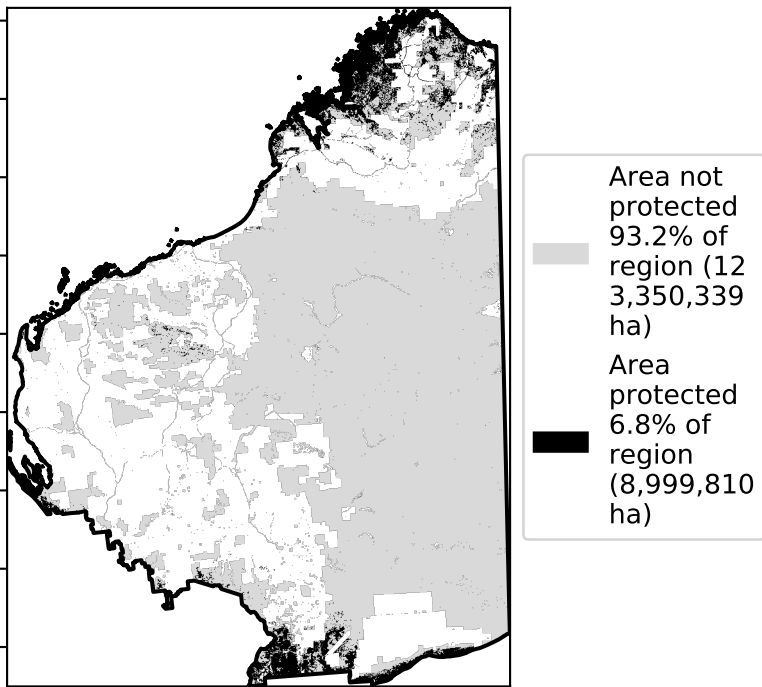 Area not
protected
93.2% of
region (12
3,350,339
ha)
Area
protected
6.8% of
region
(8,999,810
ha)